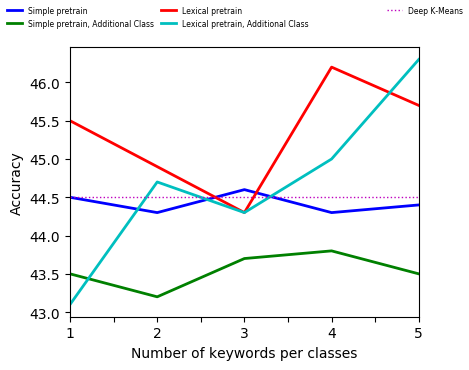 Simple pretrain
Simple pretrain, Additional Class
Lexical pretrain
Lexical pretrain, Additional Class
Deep K-Means
46.0
45.5
45.0
44.5
44.0
43.5
43.0
Accuracy
1 2 3 4 5
Number of keywords per classes